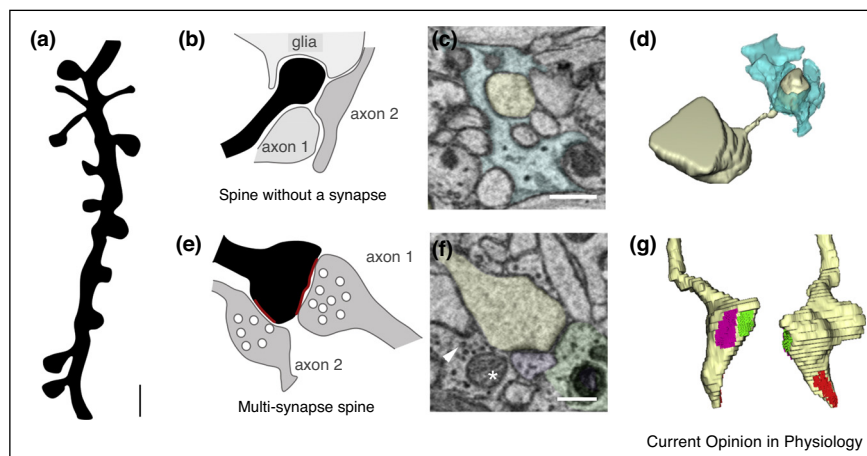 (a)
(b)
glia
axon 1
axon 2
Spine without a synapse
(c)
(d)
(e)
axon 1
axon 2
Multi-synapse spine
(f)
*
(g)
Current Opinion in Physiology